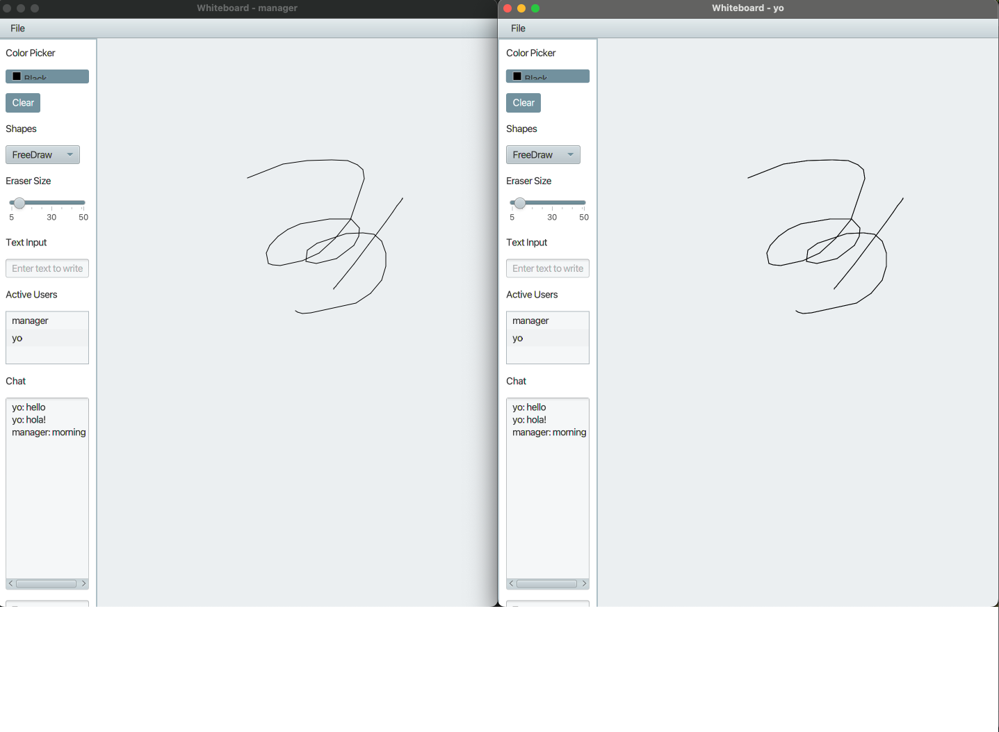 Whiteboard - manager
File
Color Picker
Black
Clear
Shapes
FreeDraw
Eraser Size
5 30 50
Text Input
Enter text to write
Active Users
manager
yo
Chat
yo: hello
yo: hola!
manager: morning
Whiteboard - yo
File
Color Picker
Black
Clear
Shapes
FreeDraw
Eraser Size
5 30 50
Text Input
Enter text to write
Active Users
manager
yo
Chat
yo: hello
yo: hola!
manager: morning